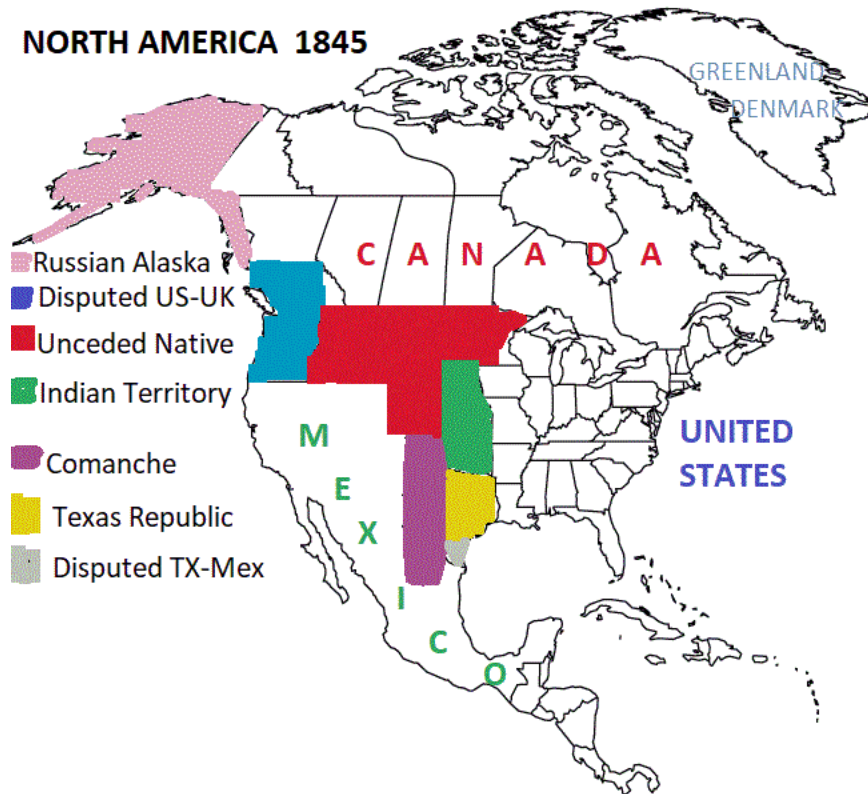 NORTH AMERICA 1845
GREENLAND
DENMARK
C A N A D A
Russian Alaska
Disputed US-UK
Unceded Native
Indian Territory
Comanche
Texas Republic
Disputed TX-Mex
M
E
X
I
C
O
UNITED
STATES